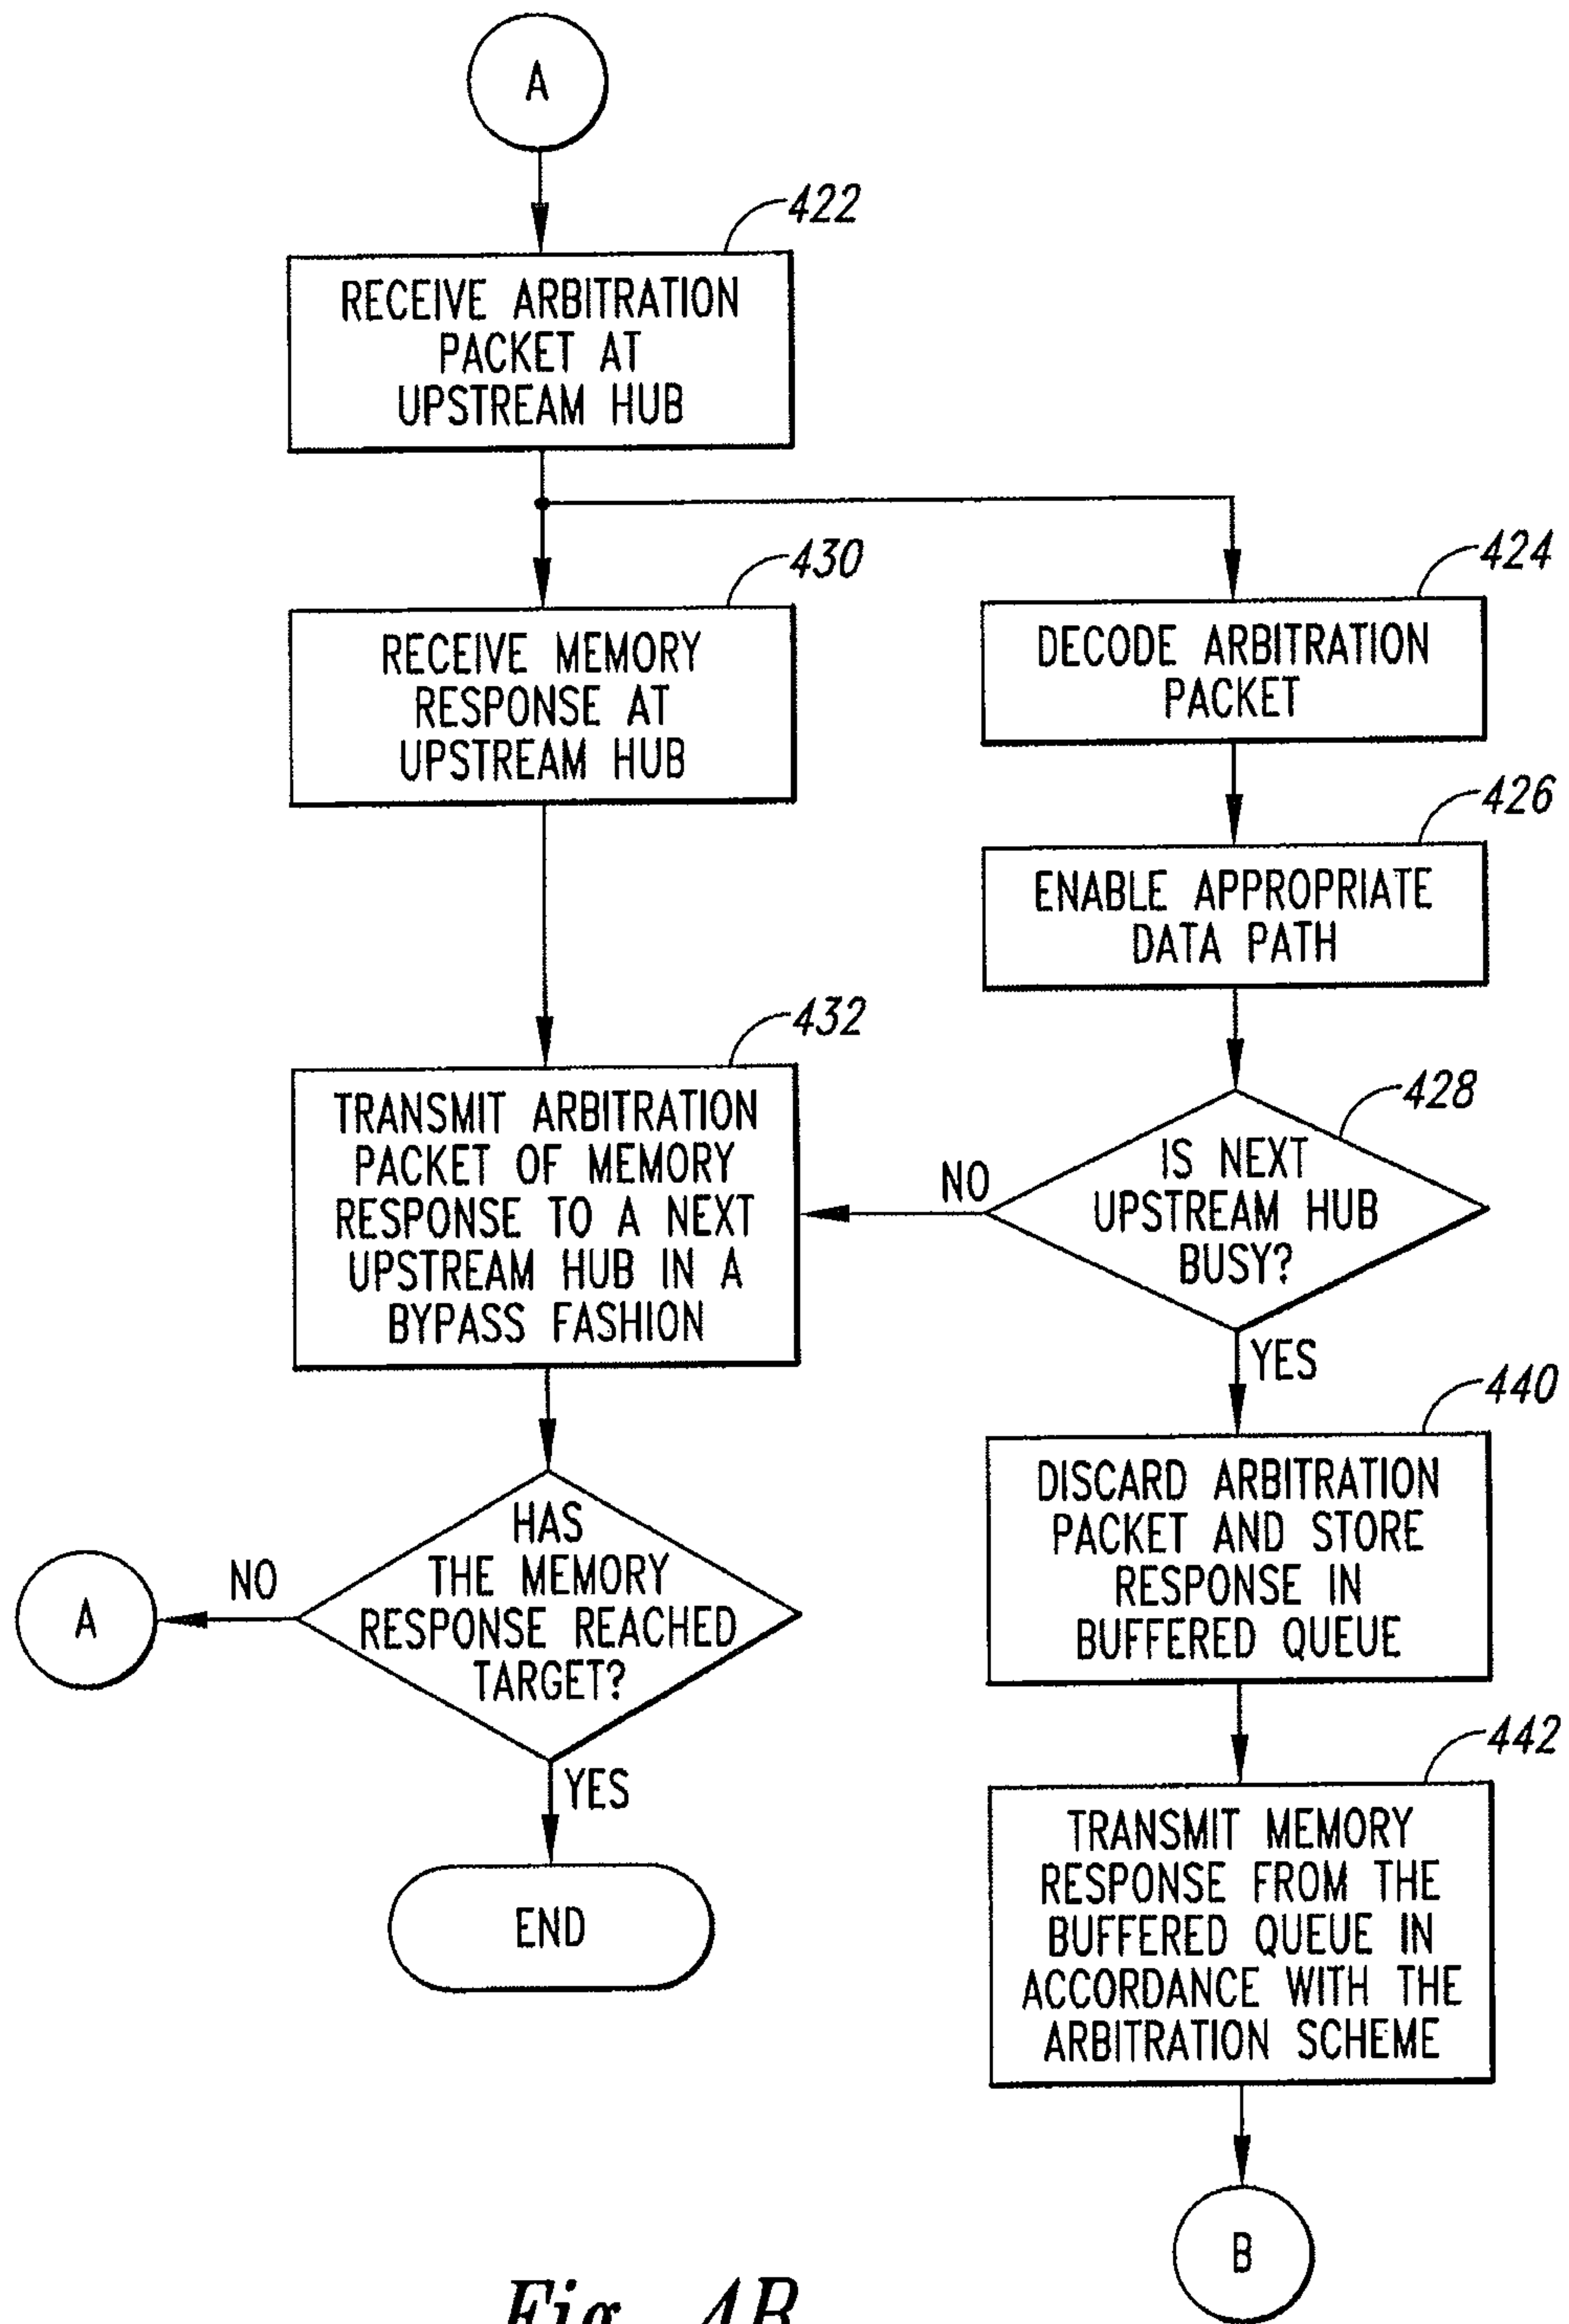 A
422
RECEIVE ARBITRATION
PACKET AT
UPSTREAM HUB
430
RECEIVE MEMORY
RESPONSE AT
UPSTREAM HUB
424
DECODE ARBITRATION
PACKET
426
ENABLE APPROPRIATE
DATA PATH
432
TRANSMIT ARBITRATION
PACKET OF MEMORY
RESPONSE TO A NEXT
UPSTREAM HUB IN A
BYPASS FASHION
428
IS NEXT
UPSTREAM HUB
BUSY?
NO
YES
440
DISCARD ARBITRATION
PACKET AND STORE
RESPONSE IN
BUFFERED QUEUE
HAS
THE MEMORY
RESPONSE REACHED
TARGET?
NO
A
YES
END
442
TRANSMIT MEMORY
RESPONSE FROM THE
BUFFERED QUEUE IN
ACCORDANCE WITH THE
ARBITRATION SCHEME
B
Fig. 4B